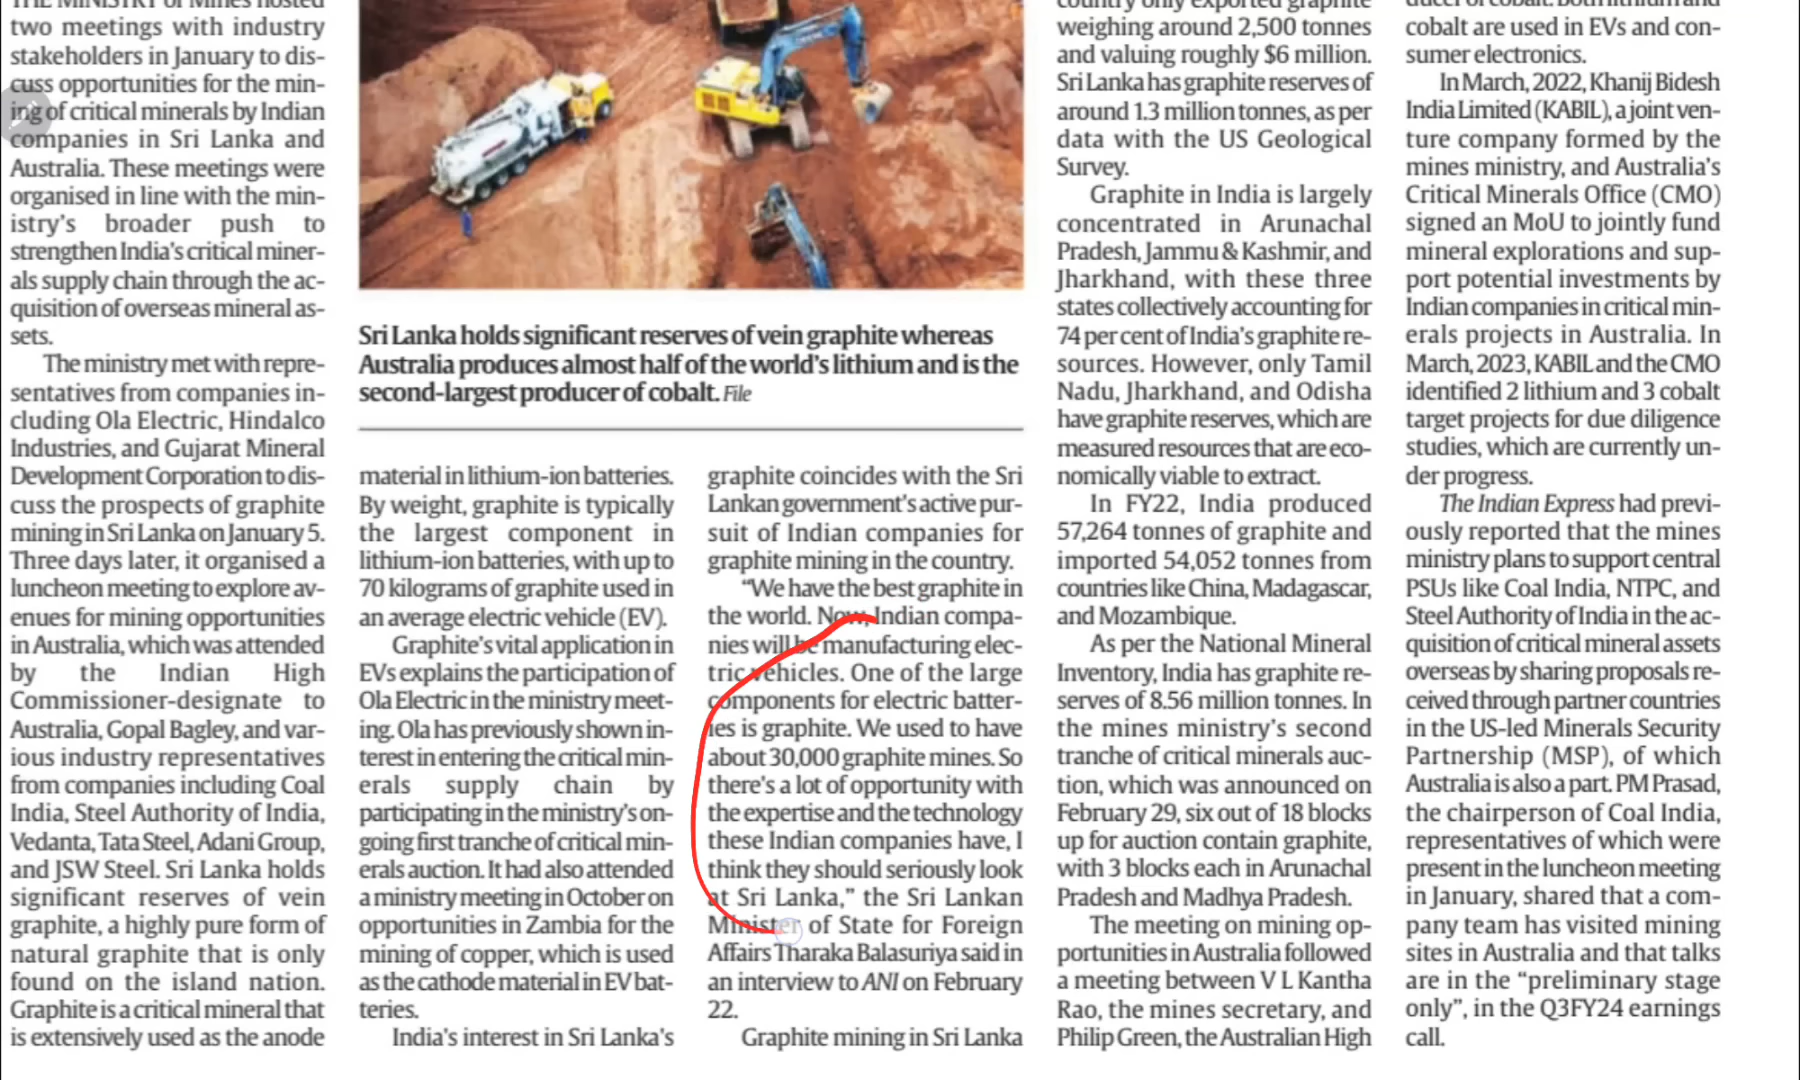 THE MINISTRY of Mines hosted
two meetings with industry
stakeholders in January to dis-
cuss opportunities for the min-
ing of critical minerals by Indian
companies in Sri Lanka and
Australia. These meetings were
organised in line with the min-
istry's broader push to
strengthen India's critical miner-
als supply chain through the ac-
quisition of overseas mineral as-
sets.
The ministry met with repre-
sentatives from companies in-
cluding Ola Electric, Hindalco
Industries, and Gujarat Mineral
Development Corporation to dis-
cuss the prospects of graphite
mining in Sri Lanka on January 5.
Three days later, it organised a
luncheon meeting to explore av-
enues for mining opportunities
in Australia, which was attended
by the Indian High
Commissioner-designate to
Australia, Gopal Bagley, and var-
ious industry representatives
from companies including Coal
India, Steel Authority of India,
Vedanta, Tata Steel, Adani Group,
and JSW Steel. Sri Lanka holds
significant reserves of vein
graphite, a highly pure form of
natural graphite that is only
found on the island nation.
Graphite is a critical mineral that
is extensively used as the anode
Sri Lanka holds significant reserves of vein graphite whereas
Australia produces almost half of the world's lithium and is the
second-largest producer of cobalt. File
material in lithium-ion batteries.
By weight, graphite is typically
the largest component in
lithium-ion batteries, with up to
70 kilograms of graphite used in
an average electric vehicle (EV).
Graphite's vital application in
EVs explains the participation of
Ola Electric in the ministry meet-
ing. Ola has previously shown in-
terest in entering the critical min-
erals supply chain by
participating in the ministry's on-
going first tranche of critical min-
erals auction. It had also attended
a ministry meeting in October on
opportunities in Zambia for the
mining of copper, which is used
as the cathode material in EV bat-
teries.
India's interest in Sri Lanka's
graphite coincides with the Sri
Lankan government's active pur-
suit of Indian companies for
graphite mining in the country.
"We have the best graphite in
the world. Now, Indian compa-
nies will be manufacturing elec-
tric vehicles. One of the large
components for electric batter-
ies is graphite. We used to have
about 30,000 graphite mines. So
there's a lot of opportunity with
the expertise and the technology
these Indian companies have, I
think they should seriously look
at Sri Lanka," the Sri Lankan
Minister of State for Foreign
Affairs Tharaka Balasuriya said in
an interview to ANI on February
22.
Graphite mining in Sri Lanka
country only exported graphite
weighing around 2,500 tonnes
and valuing roughly $6 million.
Sri Lanka has graphite reserves of
around 1.3 million tonnes, as per
data with the US Geological
Survey.
Graphite in India is largely
concentrated in Arunachal
Pradesh, Jammu & Kashmir, and
Jharkhand, with these three
states collectively accounting for
74 per cent of India's graphite re-
sources. However, only Tamil
Nadu, Jharkhand, and Odisha
have graphite reserves, which are
measured resources that are eco-
nomically viable to extract.
In FY22, India produced
57,264 tonnes of graphite and
imported 54,052 tonnes from
countries like China, Madagascar,
and Mozambique.
As per the National Mineral
Inventory, India has graphite re-
serves of 8.56 million tonnes. In
the mines ministry's second
tranche of critical minerals auc-
tion, which was announced on
February 29, six out of 18 blocks
up for auction contain graphite,
with 3 blocks each in Arunachal
Pradesh and Madhya Pradesh.
The meeting on mining op-
portunities in Australia followed
a meeting between V L Kantha
Rao, the mines secretary, and
Philip Green, the Australian High
ducer of cobalt. Both lithium and
cobalt are used in EVs and con-
sumer electronics.
In March, 2022, Khanij Bidesh
India Limited (KABIL), a joint ven-
ture company formed by the
mines ministry, and Australia's
Critical Minerals Office (CMO)
signed an MoU to jointly fund
mineral explorations and sup-
port potential investments by
Indian companies in critical min-
erals projects in Australia. In
March, 2023, KABIL and the CMO
identified 2 lithium and 3 cobalt
target projects for due diligence
studies, which are currently un-
der progress.
The Indian Express had previ-
ously reported that the mines
ministry plans to support central
PSUs like Coal India, NTPC, and
Steel Authority of India in the ac-
quisition of critical mineral assets
overseas by sharing proposals re-
ceived through partner countries
in the US-led Minerals Security
Partnership (MSP), of which
Australia is also a part. PM Prasad,
the chairperson of Coal India,
representatives of which were
present in the luncheon meeting
in January, shared that a com-
pany team has visited mining
sites in Australia and that talks
are in the "preliminary stage
only", in the Q3FY24 earnings
call.